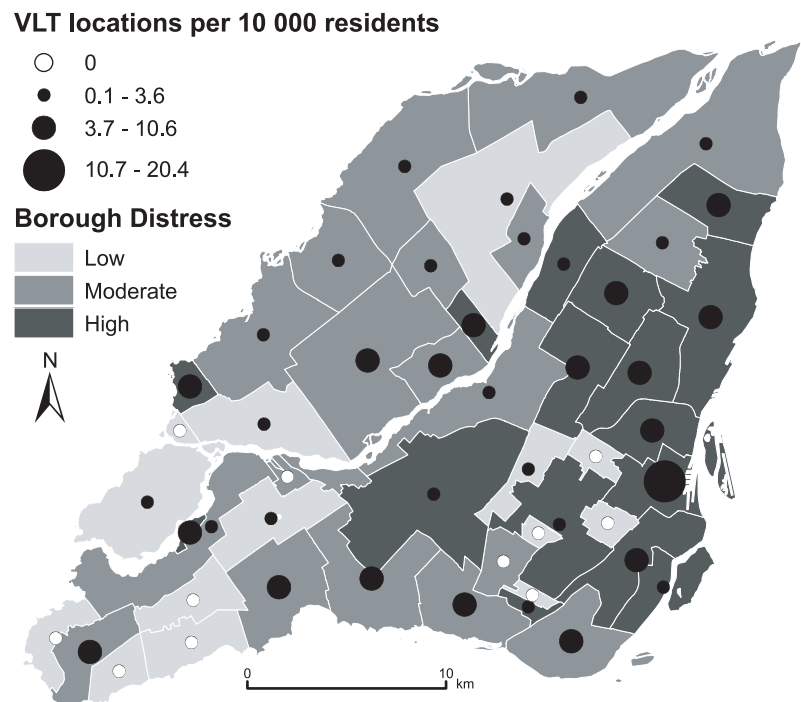 VLT locations per 10 000 residents
0
0.1 - 3.6
3.7 - 10.6
10.7 - 20.4
Borough Distress
Low
Moderate
High
N
0 10
km